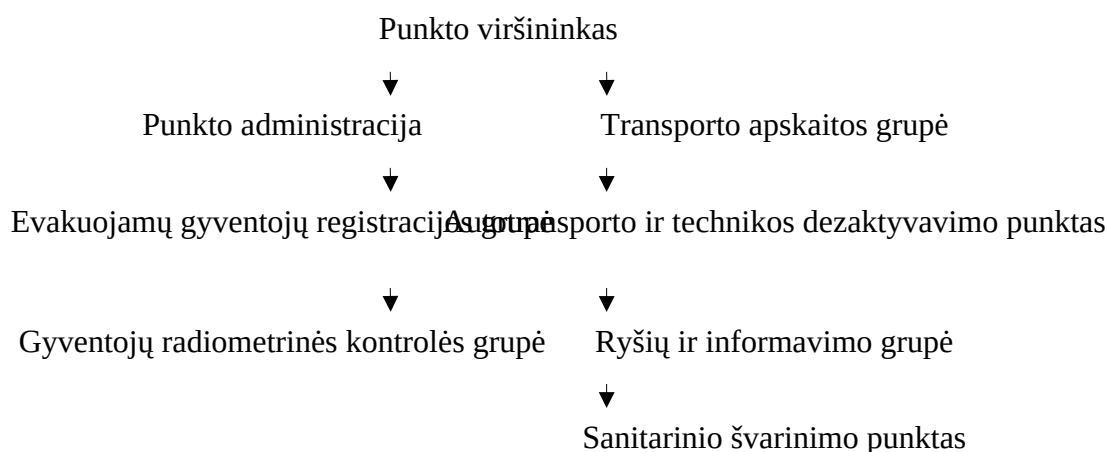 Punkto viršininkas
Punkto administracija
Transporto apskaitos grupė
Evakuojamų gyventojų registracijos grupė
Autotransporto ir technikos dezaktyvavimo punktas
Gyventojų radiometrinės kontrolės grupė
Ryšių ir informavimo grupė
Sanitarinio švarinimo punktas